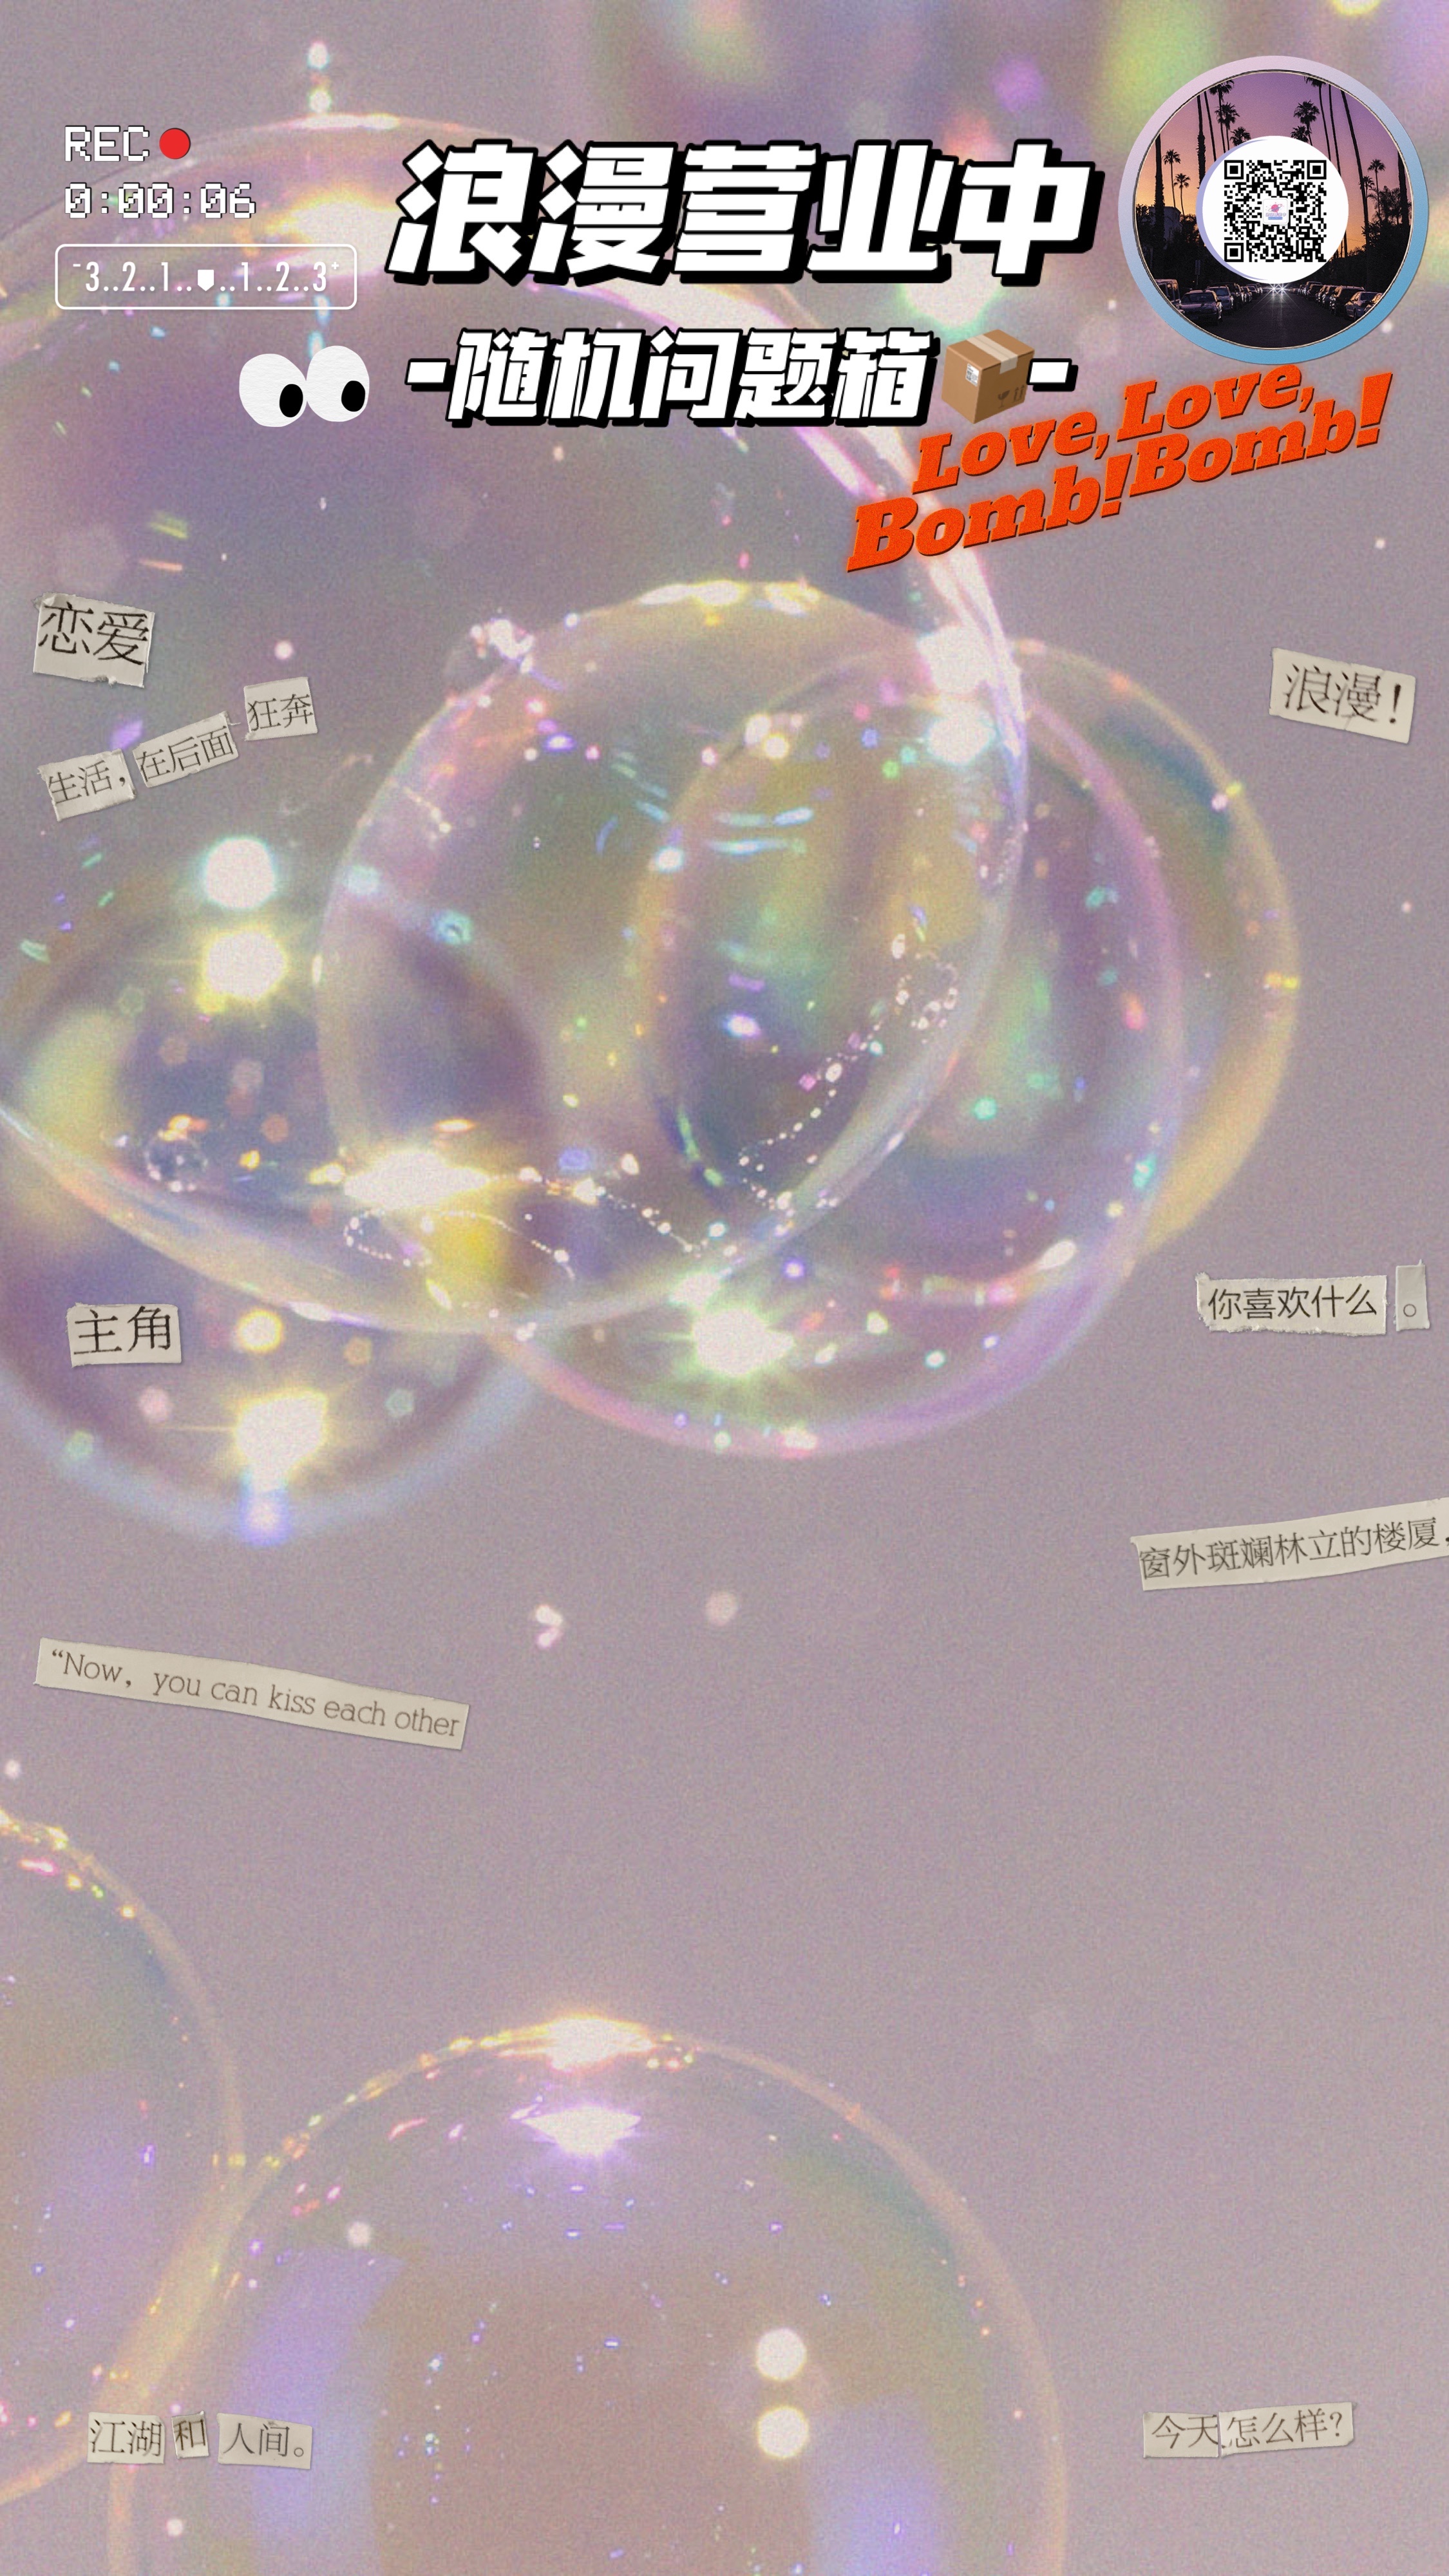 REC
0:00:06
-3..2..1.. ..1..2..3+
浪漫营业中
-随机问题箱📦-
Love, Love,
Bomb! Bomb!
恋爱
狂奔
生活，在后面
浪漫！
主角
你喜欢什么。
窗外斑斓林立的楼厦，
“Now，you can kiss each other
江湖和人间。
今天怎么样？